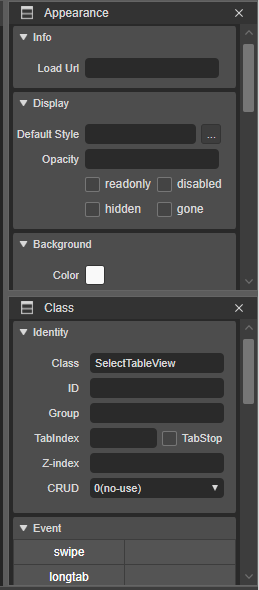 Appearance
Info
Load Url
Display
Default Style ...
Opacity
readonly disabled
hidden gone
Background
Color
Class
Identity
Class SelectTableView
ID
Group
TabIndex TabStop
Z-index
CRUD 0(no-use)
Event
swipe
longtab